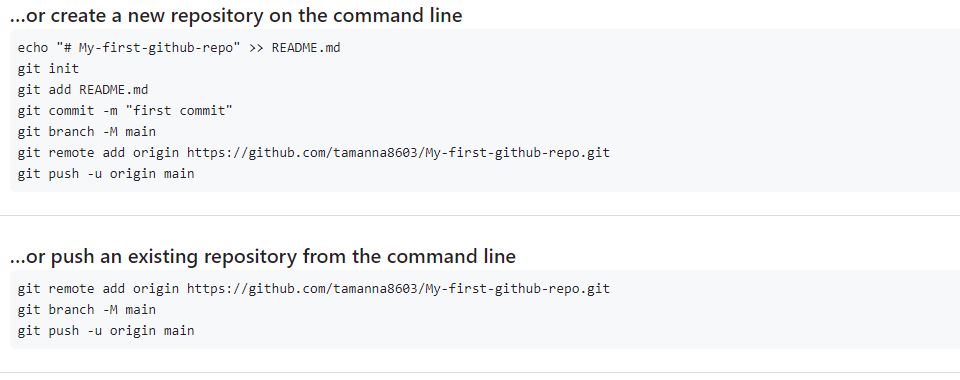 …or create a new repository on the command line
echo "# My-first-github-repo" >> README.md
git init
git add README.md
git commit -m "first commit"
git branch -M main
git remote add origin https://github.com/tamanna8603/My-first-github-repo.git
git push -u origin main
…or push an existing repository from the command line
git remote add origin https://github.com/tamanna8603/My-first-github-repo.git
git branch -M main
git push -u origin main